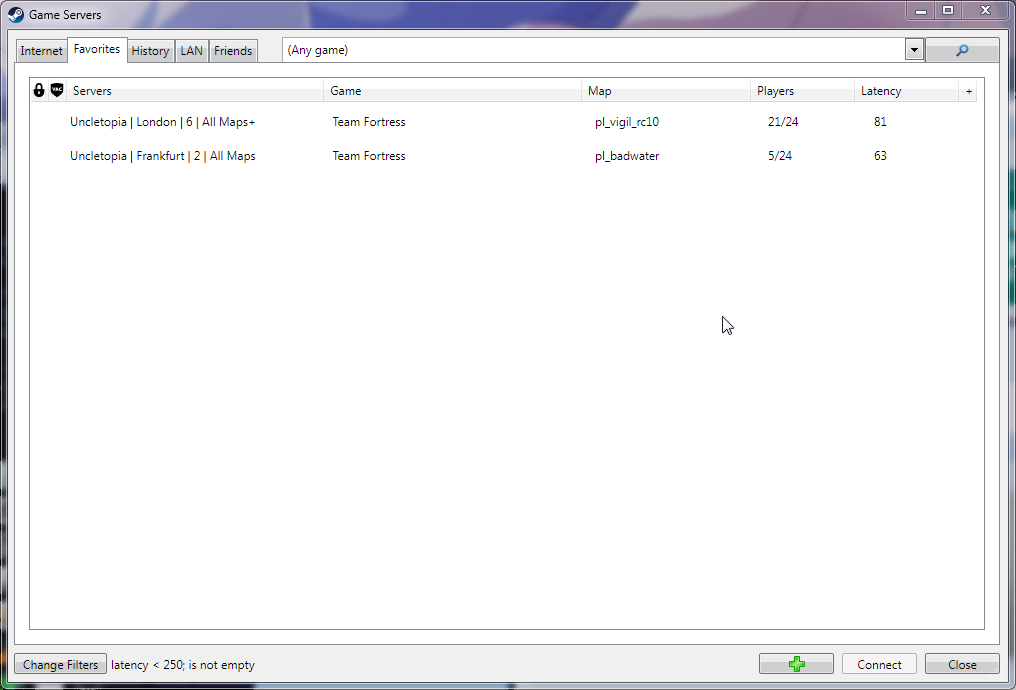 Game Servers
Internet Favorites History LAN Friends (Any game)
VAC Servers Game Map Players Latency +
Uncletopia | London | 6 | All Maps+ Team Fortress pl_vigil_rc10 21/24 81
Uncletopia | Frankfurt | 2 | All Maps Team Fortress pl_badwater 5/24 63
Change Filters latency < 250; is not empty Connect Close